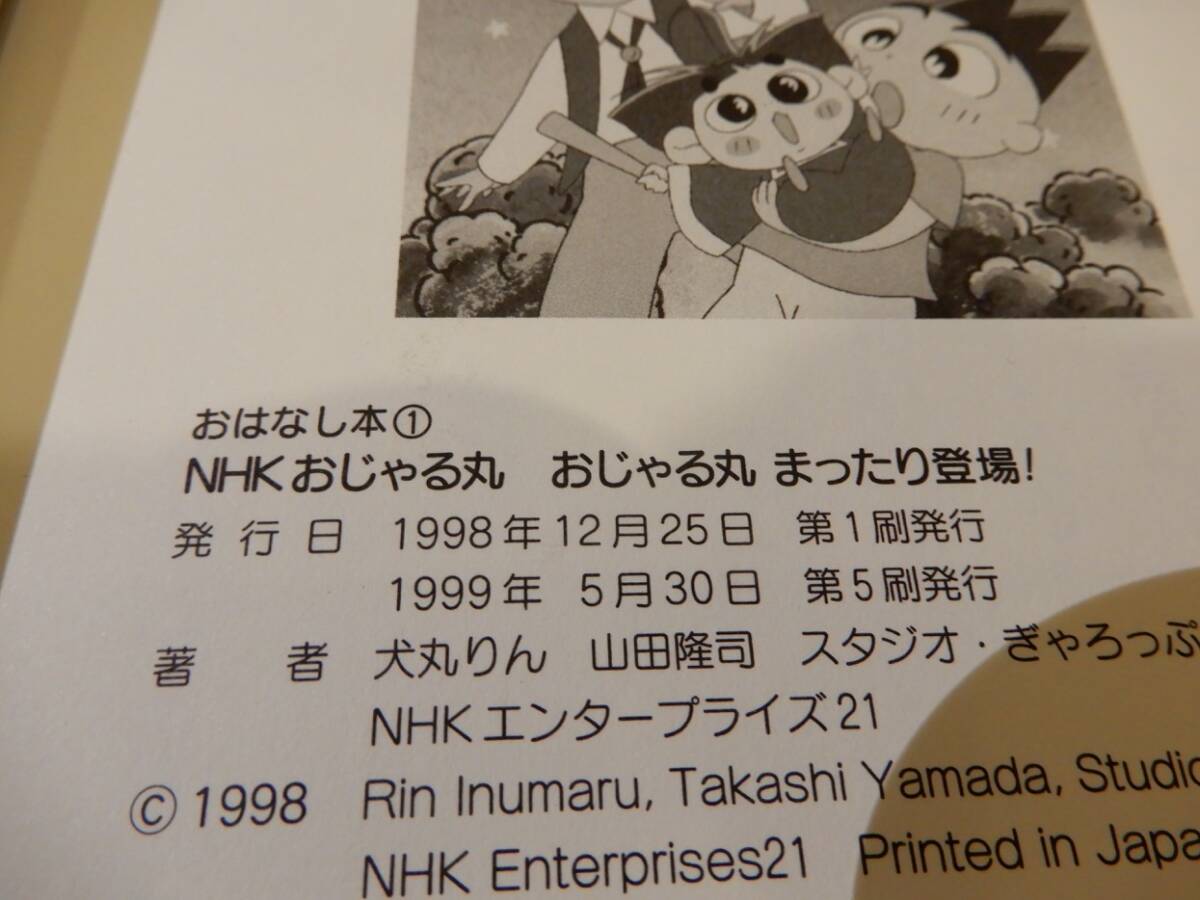 おはなし本①
NHKおじゃる丸　おじゃる丸 まったり登場!
発行日　1998年12月25日　第1刷発行
1999年　5月30日　第5刷発行
著　者　犬丸りん　山田隆司　スタジオ・ぎゃろっぷ
NHKエンタープライズ21
©1998　Rin Inumaru, Takashi Yamada, Studio
NHK Enterprises21　Printed in Japa